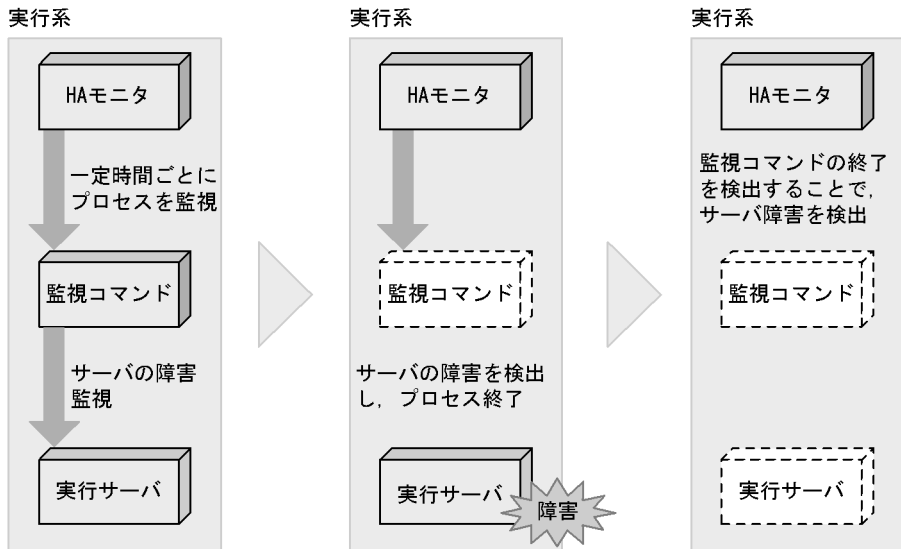 実行系
HAモニタ
一定時間ごとに
プロセスを監視
監視コマンド
サーバの障害
監視
実行サーバ
実行系
HAモニタ
監視コマンド
サーバの障害を検出
し，プロセス終了
実行サーバ
障害
実行系
HAモニタ
監視コマンドの終了
を検出することで，
サーバ障害を検出
監視コマンド
実行サーバ